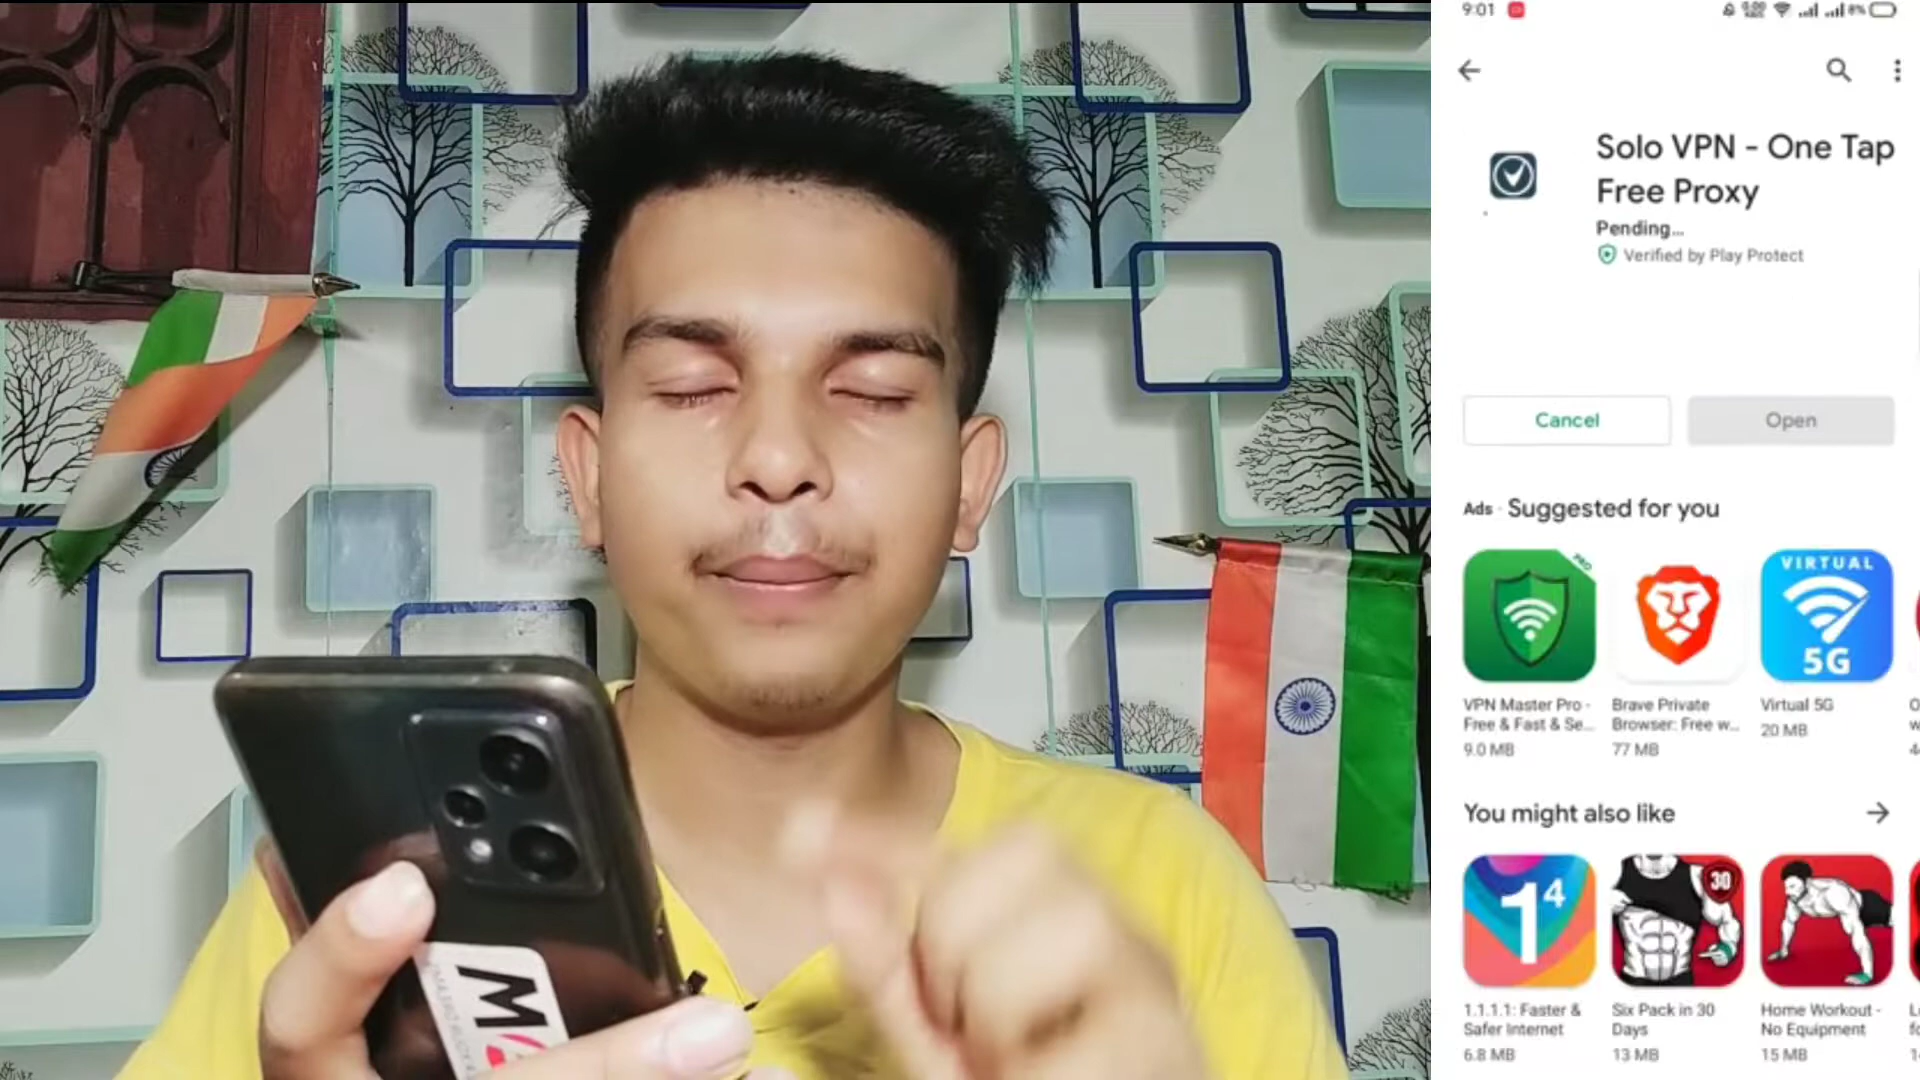 9:01
8%
Solo VPN - One Tap
Free Proxy
Pending...
Verified by Play Protect
Cancel
Open
Ads · Suggested for you
PRO
VIRTUAL
5G
VPN Master Pro -
Free & Fast & Se...
9.0 MB
Brave Private
Browser: Free w...
77 MB
Virtual 5G
20 MB
You might also like
1⁴
30
1.1.1.1: Faster &
Safer Internet
6.8 MB
Six Pack in 30
Days
13 MB
Home Workout -
No Equipment
15 MB
M